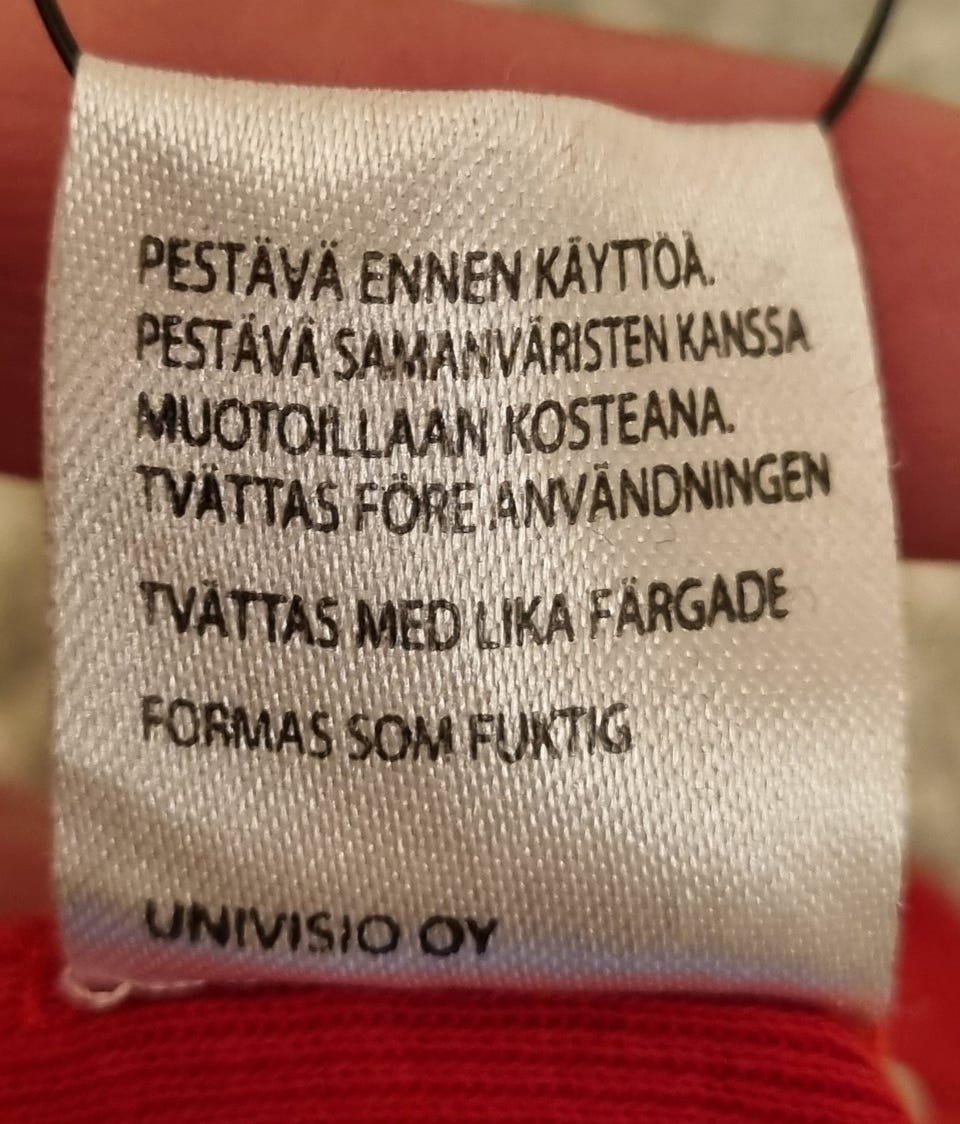 PESTÄVÄ ENNEN KÄYTTÖÄ.
PESTÄVÄ SAMANVÄRISTEN KANSSA
MUOTOILLAAN KOSTEANA.
TVÄTTAS FÖRE ANVÄNDNINGEN
TVÄTTAS MED LIKA FÄRGADE
FORMAS SOM FUKTIG
UNIVISIO OY